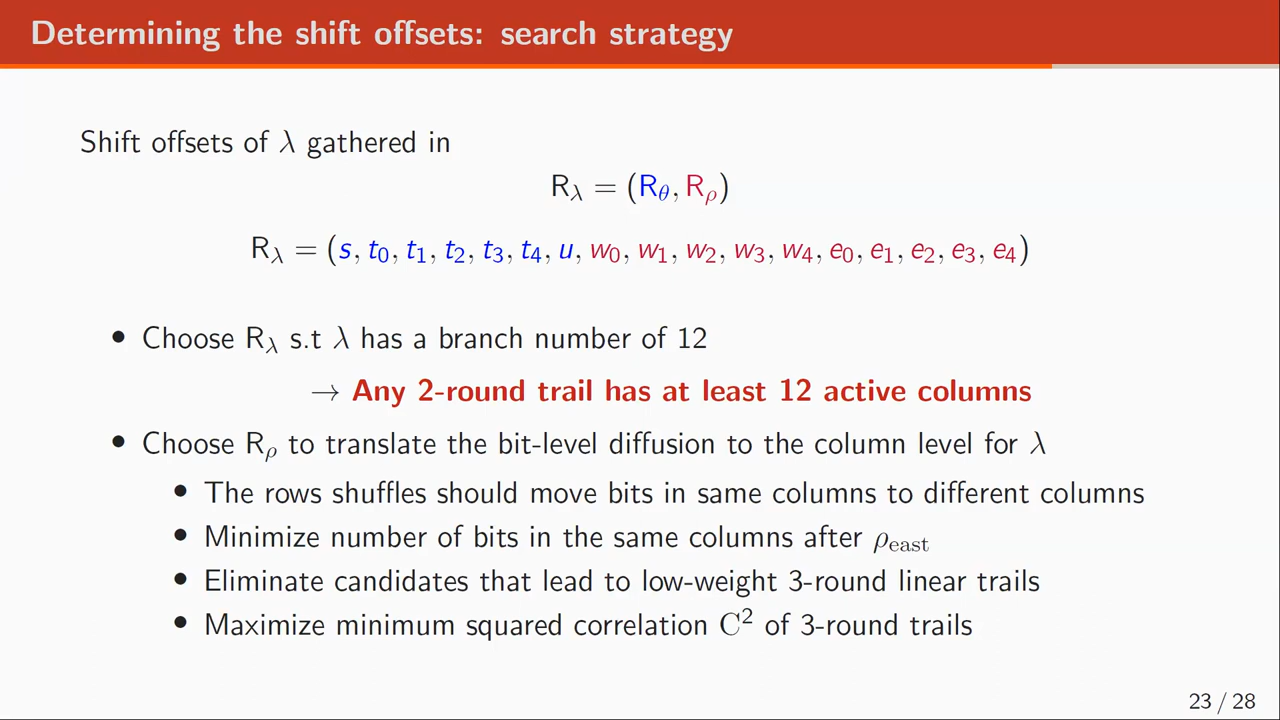 Determining the shift offsets: search strategy
Shift offsets of λ gathered in
R_λ = (R_θ, R_ρ)
R_λ = (s, t_0, t_1, t_2, t_3, t_4, u, w_0, w_1, w_2, w_3, w_4, e_0, e_1, e_2, e_3, e_4)
• Choose R_λ s.t λ has a branch number of 12
→ Any 2-round trail has at least 12 active columns
• Choose R_ρ to translate the bit-level diffusion to the column level for λ
• The rows shuffles should move bits in same columns to different columns
• Minimize number of bits in the same columns after ρ_east
• Eliminate candidates that lead to low-weight 3-round linear trails
• Maximize minimum squared correlation C² of 3-round trails
23 / 28